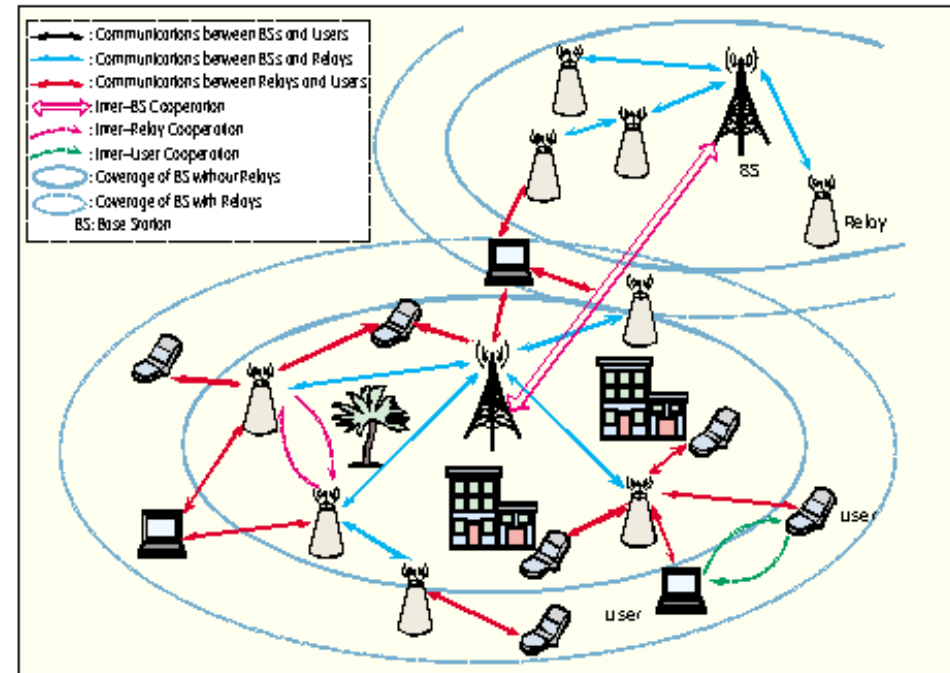 : Communications between BSs and Users
: Communications between BSs and Relays
: Communications between Relays and Users
: Inter-BS Cooperation
: Inter-Relay Cooperation
: Inter-User Cooperation
: Coverage of BS without Relays
: Coverage of BS with Relays
BS: Base Station
BS
Relay
user
user